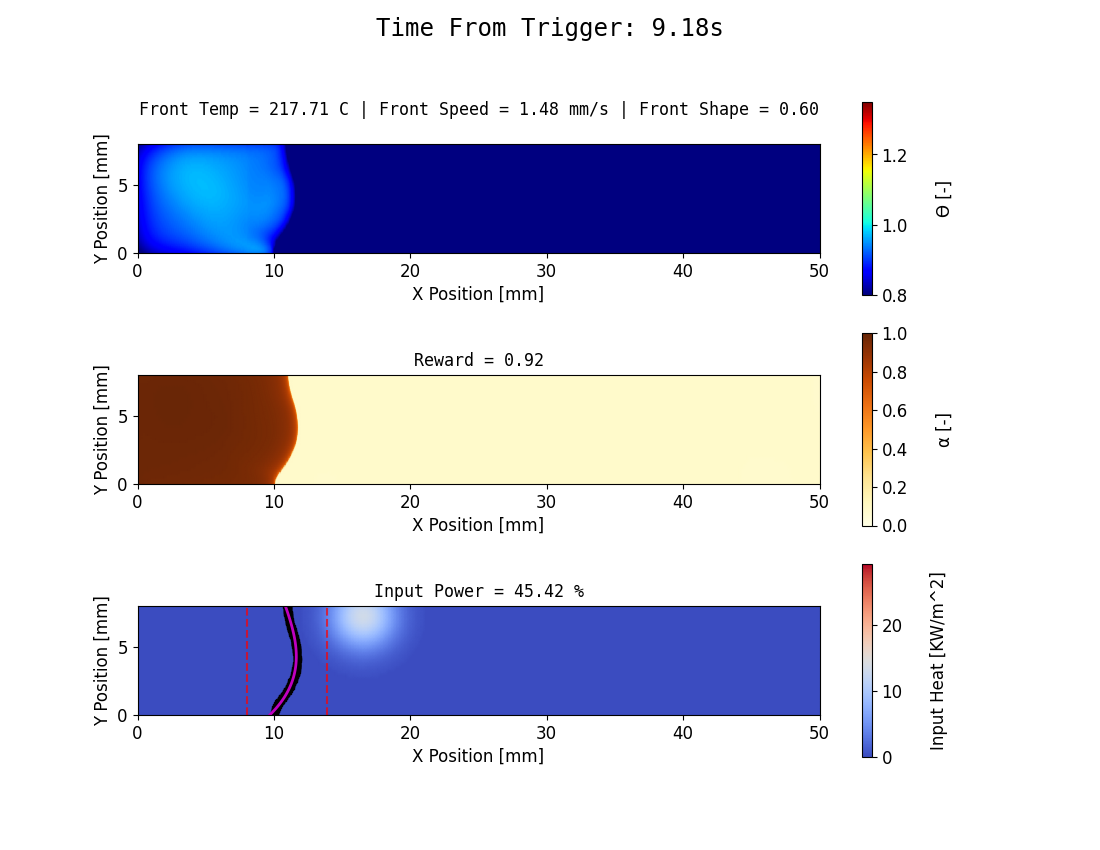 Time From Trigger: 9.18s
Front Temp = 217.71 C | Front Speed = 1.48 mm/s | Front Shape = 0.60
Y Position [mm]
5
0
0 10 20 30 40 50
X Position [mm]
1.2
1.0
0.8
Θ [-]
Reward = 0.92
Y Position [mm]
5
0
0 10 20 30 40 50
X Position [mm]
1.0
0.8
0.6
0.4
0.2
0.0
α [-]
Input Power = 45.42 %
Y Position [mm]
5
0
0 10 20 30 40 50
X Position [mm]
20
10
0
Input Heat [KW/m^2]